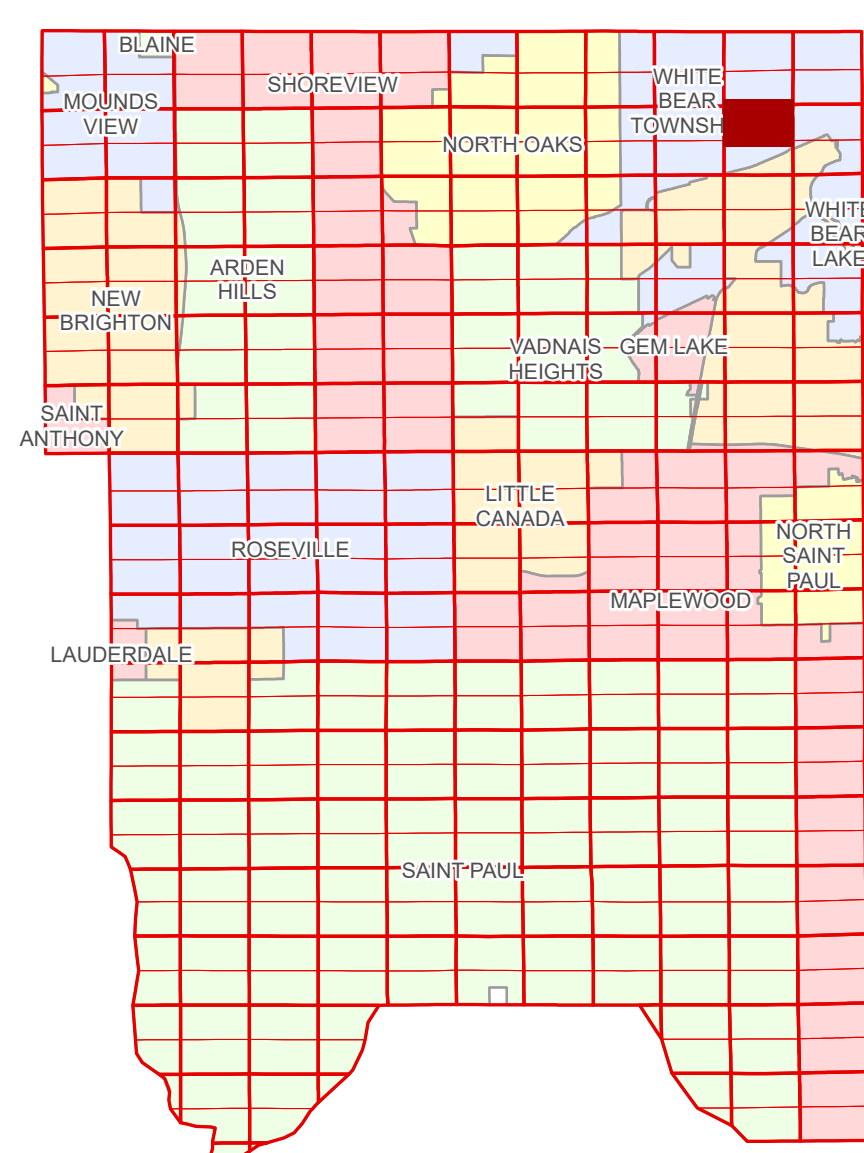 BLAINE
SHOREVIEW
WHITE
BEAR
TOWNSH
MOUNDS
VIEW
NORTH OAKS
WHITE
BEAR
LAKE
ARDEN
HILLS
NEW
BRIGHTON
VADNAIS
HEIGHTS
GEM LAKE
SAINT
ANTHONY
LITTLE
CANADA
NORTH
SAINT
PAUL
ROSEVILLE
MAPLEWOOD
LAUDERDALE
SAINT PAUL